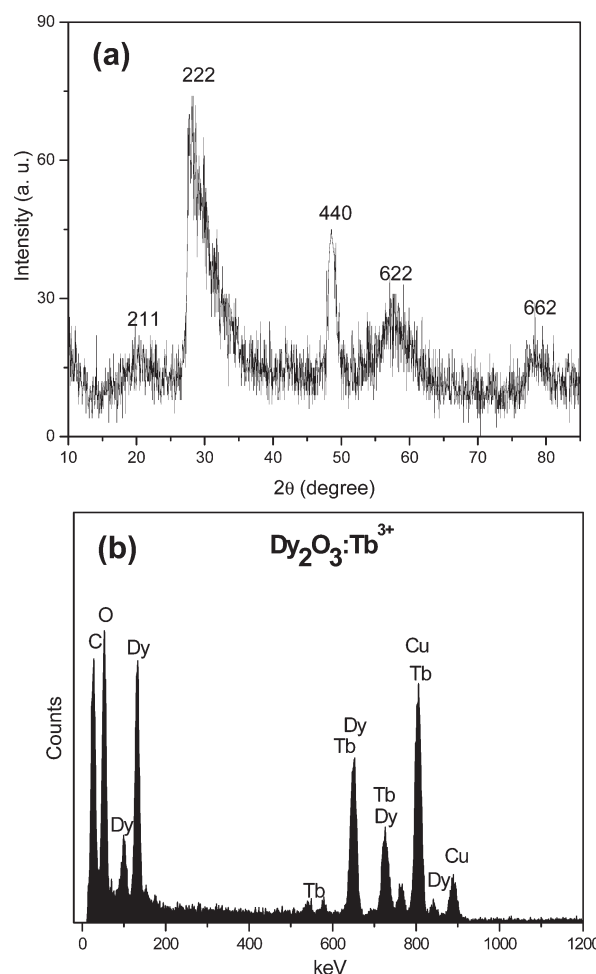 (a)
90
60
30
0
Intensity (a. u.)
222
440
622
211
662
10 20 30 40 50 60 70 80
2θ (degree)
(b)
Dy₂O₃:Tb³⁺
O
C
Dy
Dy
Cu
Tb
Dy
Tb
Tb
Dy
Tb
Dy
Cu
Counts
0 200 400 600 800 1000 1200
keV